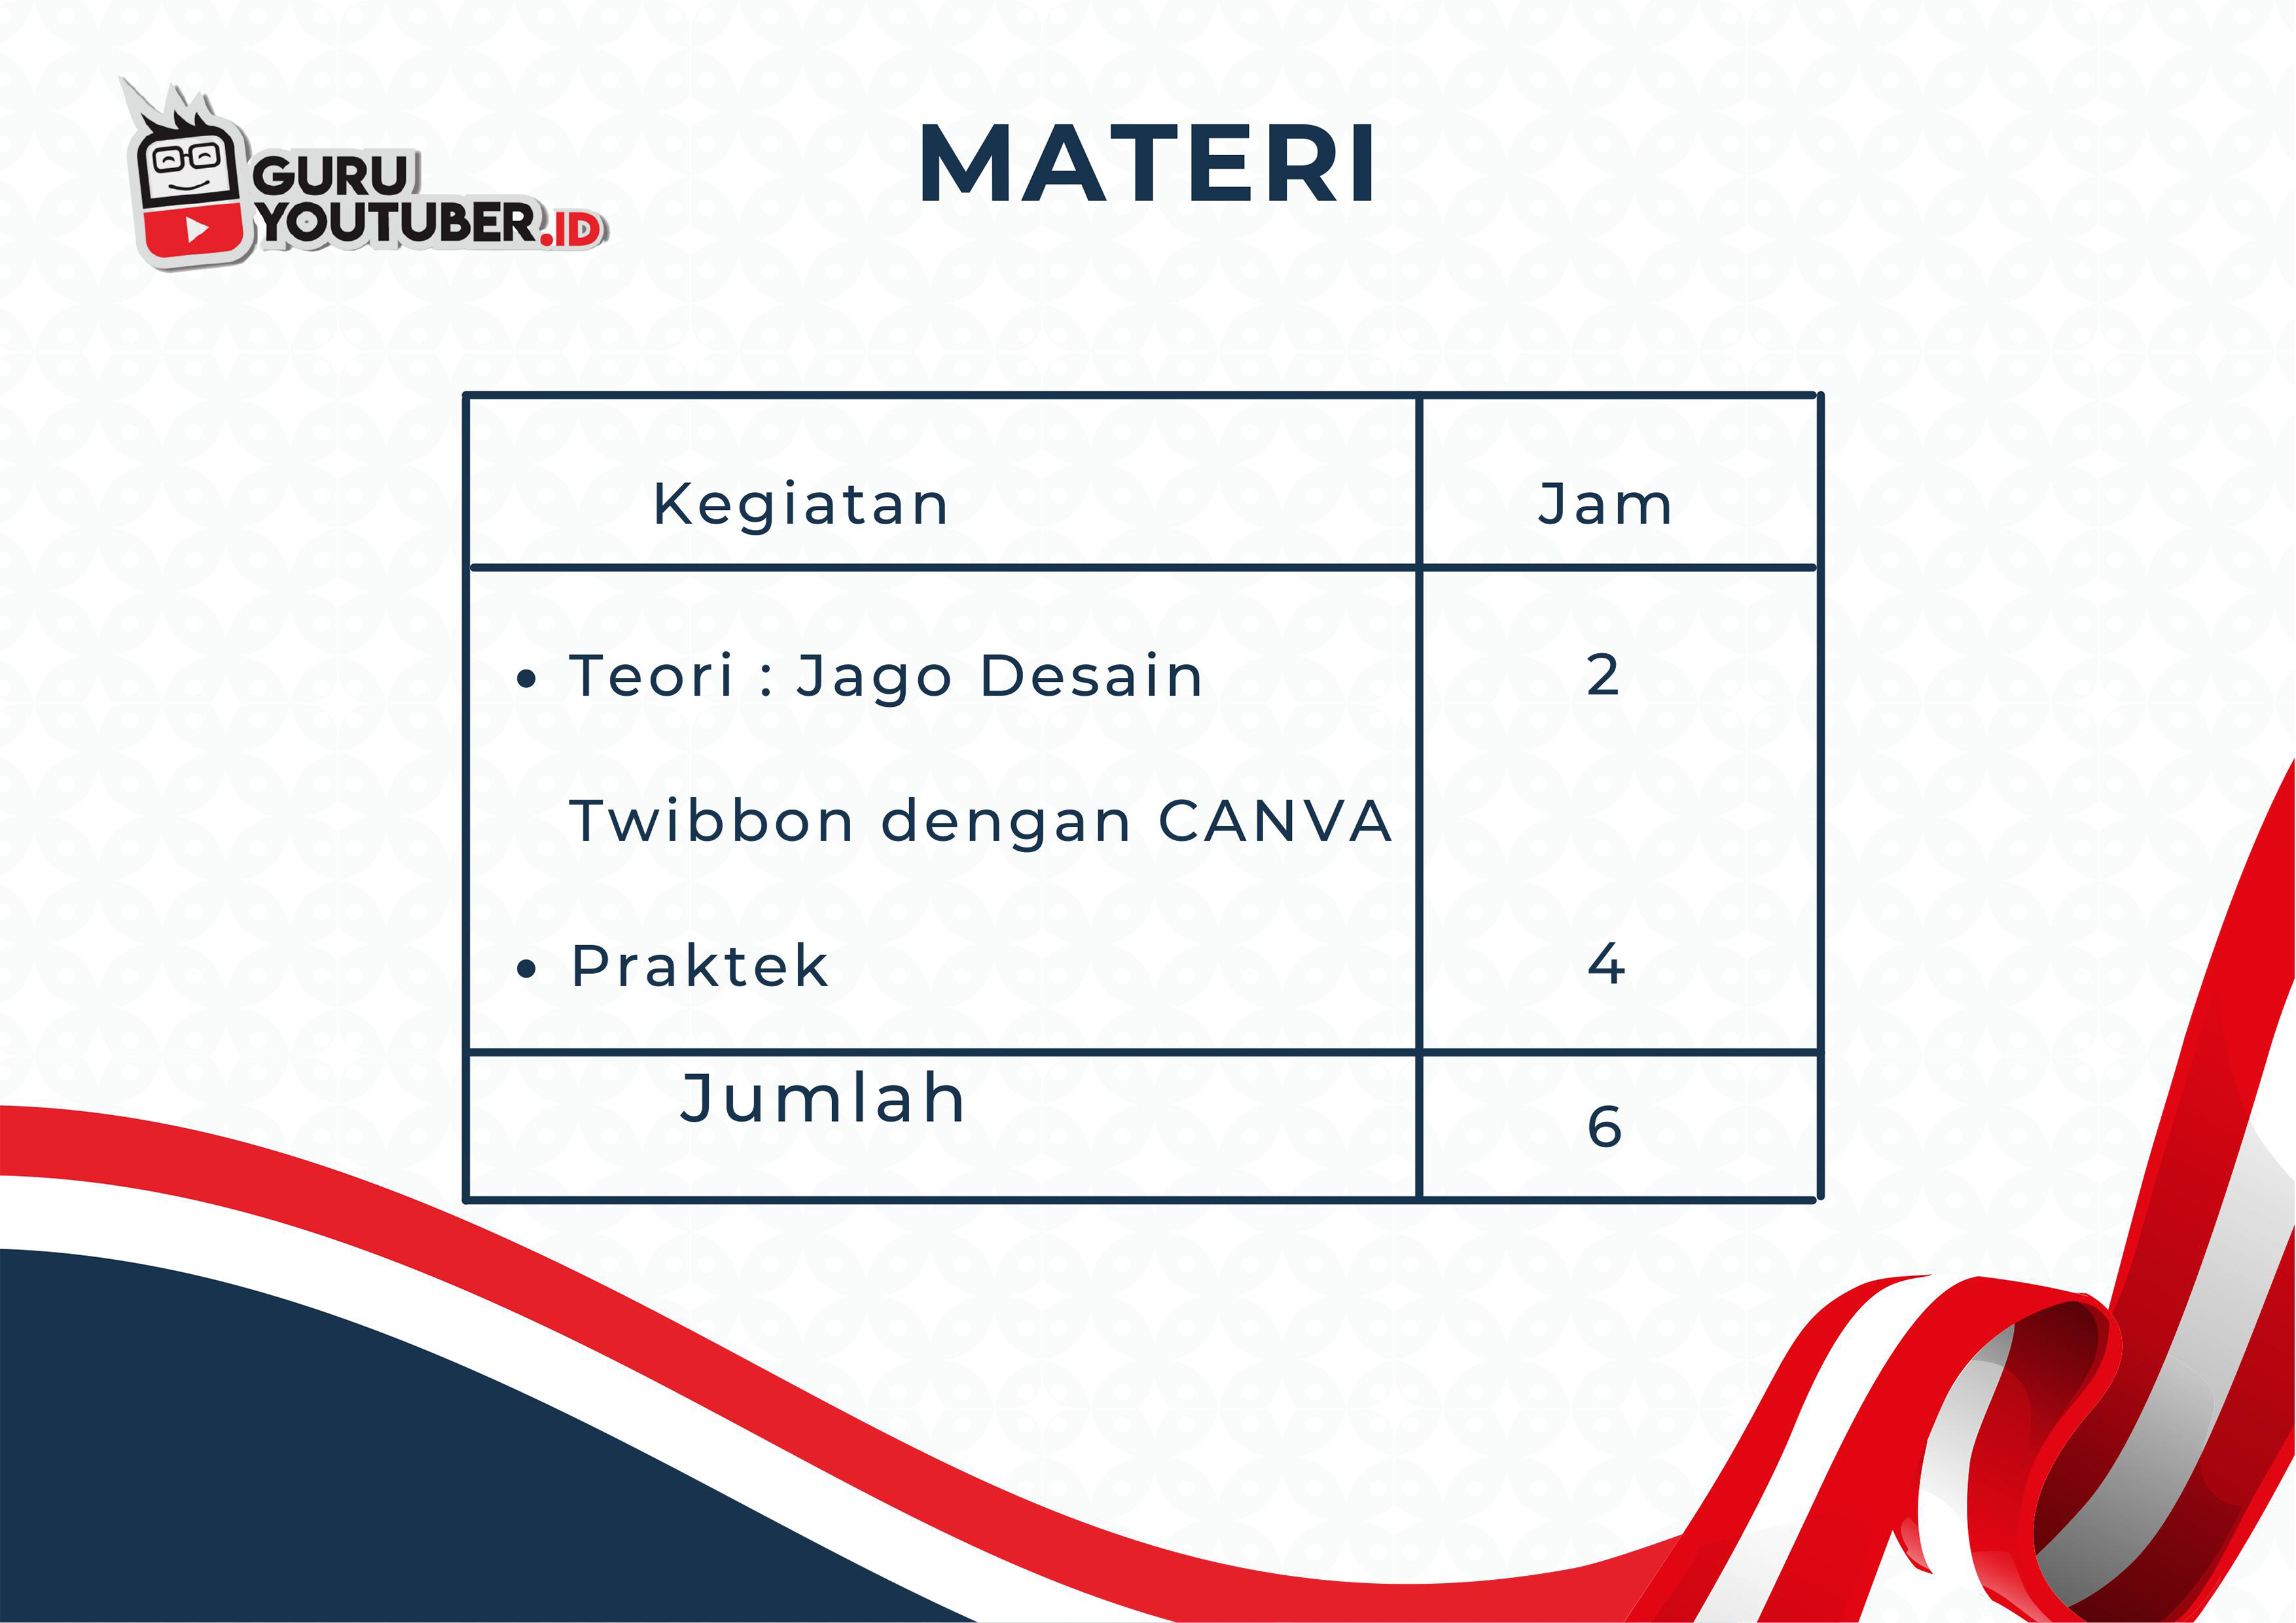 GURU
YOUTUBER.ID
MATERI
Kegiatan Jam
Teori : Jago Desain 2
Twibbon dengan CANVA
Praktek 4
Jumlah 6